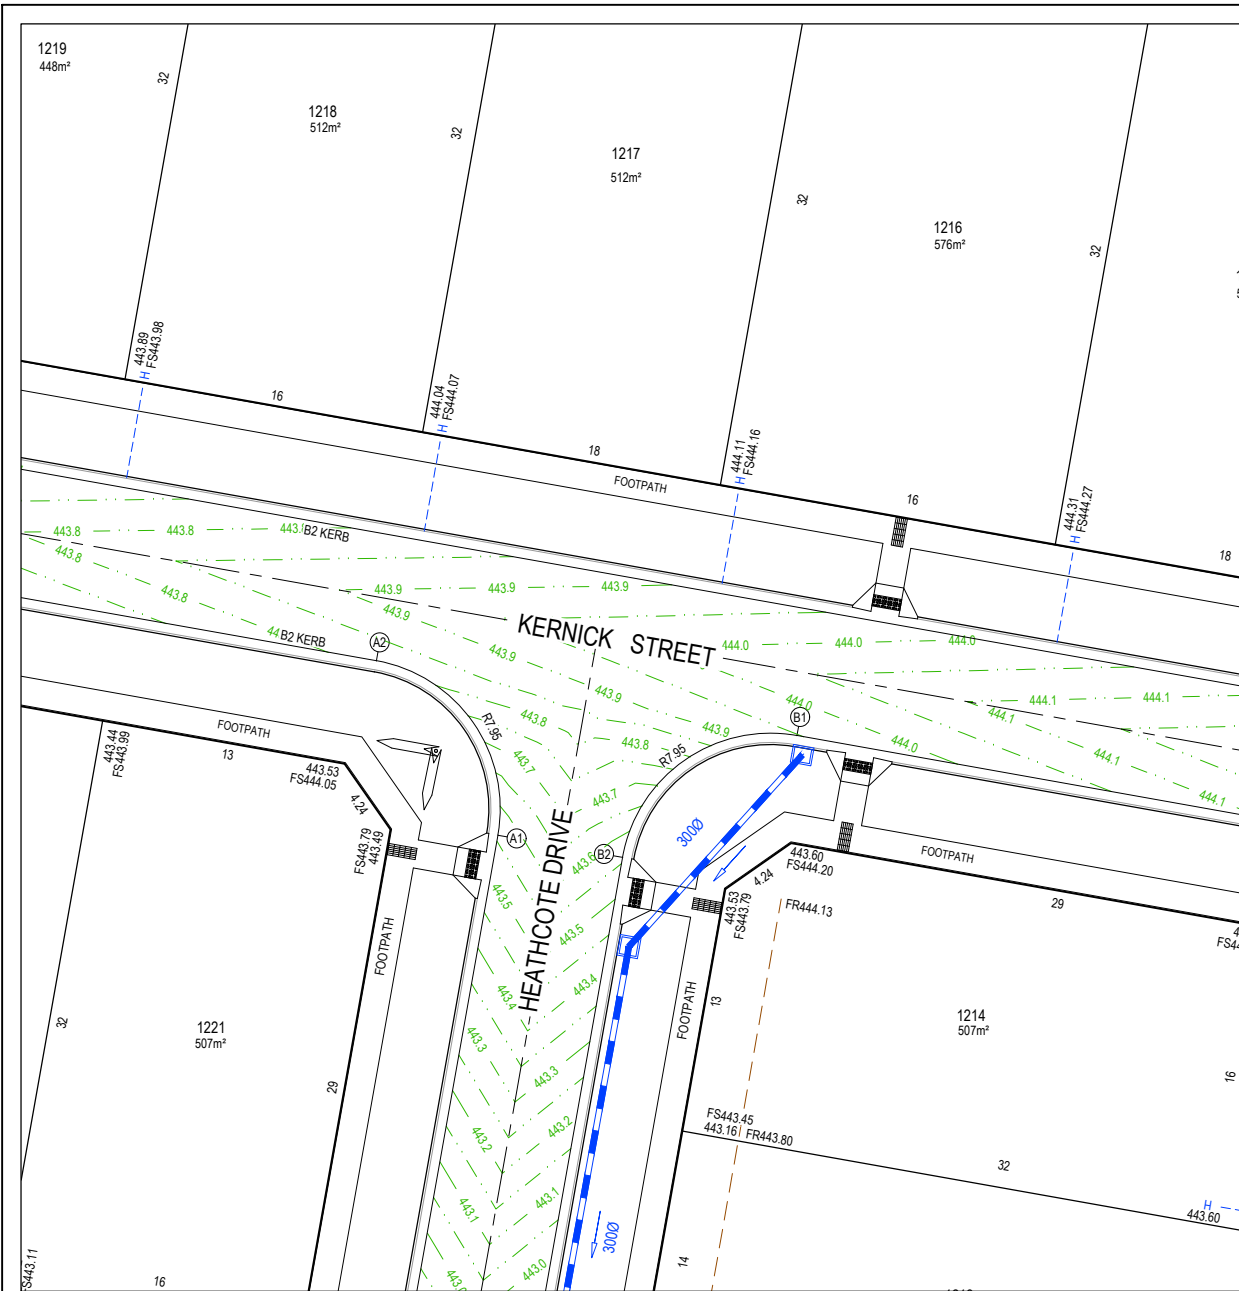 1219
448m²
32
1218
512m²
32
1217
512m²
32
1216
576m²
32
443.89
FS443.98
H
16
444.04
FS444.07
H
18
444.11
FS444.16
H
FOOTPATH
16
444.31
FS444.27
H
18
443.8
443.8
443.8
B2 KERB
443.8
443.8
443.9
443.9
443.9
443.9
44
B2 KERB
A2
KERNICK STREET
443.9
444.0
444.0
444.0
443.9
444.0
444.1
444.1
444.1
443.8
443.9
B1
444.0
444.1
444.1
R7.95
443.8
R7.95
FOOTPATH
13
443.44
FS443.99
443.53
FS444.05
4.24
443.7
443.7
FS443.79
443.49
A1
HEATHCOTE DRIVE
443.6
B2
300Ø
443.60
FS444.20
4.24
FOOTPATH
29
443.5
443.5
443.53
FS443.79
FR444.13
FOOTPATH
443.4
443.4
FOOTPATH
13
1214
507m²
1221
507m²
32
29
443.3
443.3
16
443.2
443.2
FS443.45
443.16
FR443.80
32
443.1
443.1
H
443.60
300Ø
443.0
14
16
FS443.11